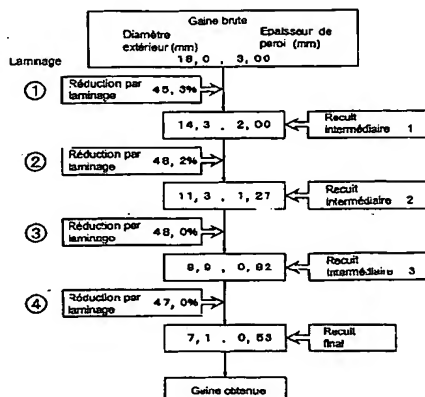 Gaine brute
Diamètre extérieur (mm)
Epaisseur de paroi (mm)
18,0 . 3,00
Laminage
① Réduction par laminage 45,3%
14,3 . 2,00
Recuit intermédiaire 1
② Réduction par laminage 48,2%
11,3 . 1,27
Recuit intermédiaire 2
③ Réduction par laminage 48,0%
8,9 . 0,82
Recuit intermédiaire 3
④ Réduction par laminage 47,0%
7,1 . 0,53
Recuit final
Gaine obtenue